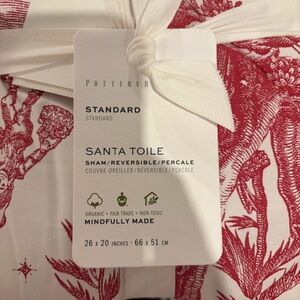 POTTERYB
STANDARD
STANDARD
SANTA TOILE
SHAM/REVERSIBLE/PERCALE
COUVRE-OREILLER/RÉVERSIBLE/PERCALE
ORGANIC • FAIR TRADE • NON-TOXIC
MINDFULLY MADE
26 x 20 INCHES · 66 x 51 CM